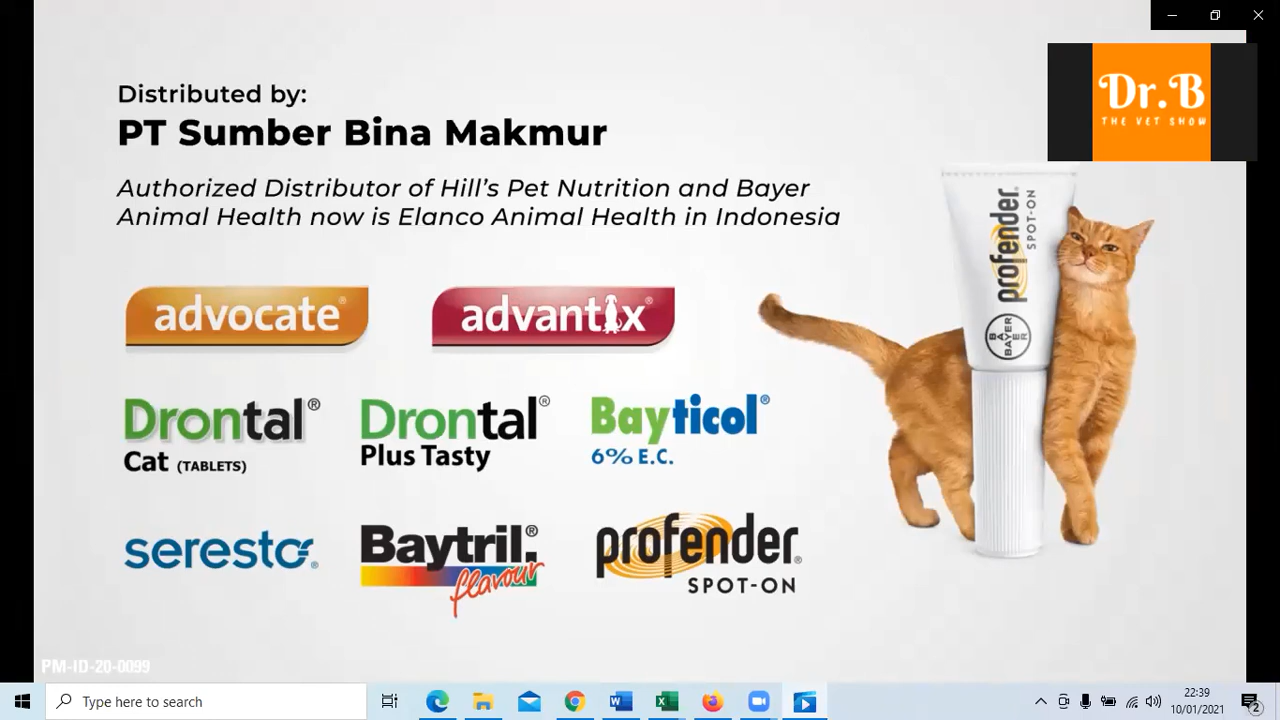 Distributed by:
PT Sumber Bina Makmur
Authorized Distributor of Hill's Pet Nutrition and Bayer
Animal Health now is Elanco Animal Health in Indonesia
Dr.B
THE VET SHOW
profender®
SPOT-ON
BAYER
BAYER
advocate®
advantix®
Drontal®
Cat (TABLETS)
Drontal®
Plus Tasty
Bayticol®
6% E.C.
seresto®
Baytril®
flavour
profender®
SPOT-ON
PM-ID-20-0099
Type here to search
22:39
10/01/2021
2